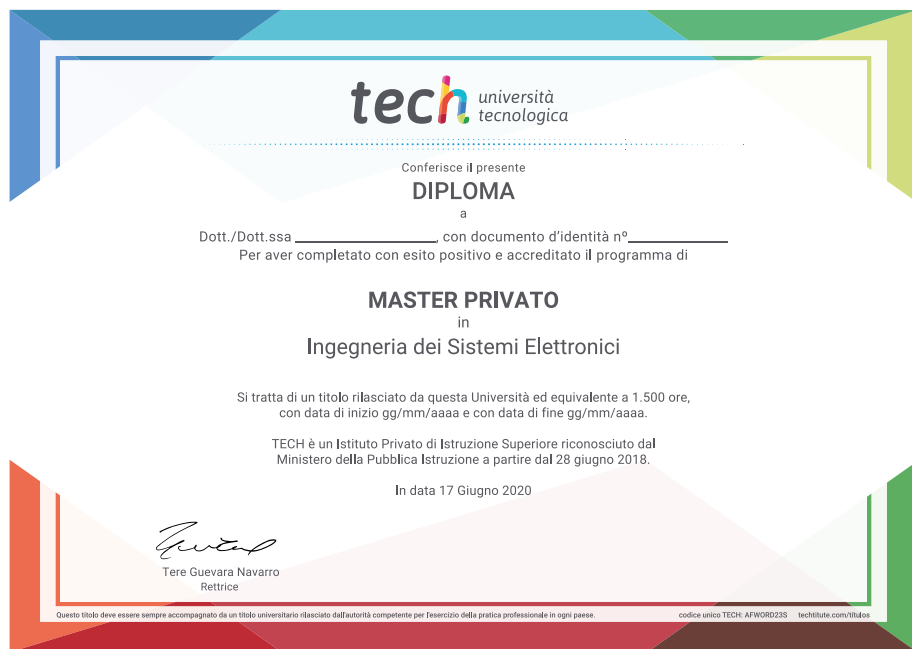 tech università
tecnologica
Conferisce il presente
DIPLOMA
a
Dott./Dott.ssa ____________________, con documento d'identità nº______________
Per aver completato con esito positivo e accreditato il programma di
MASTER PRIVATO
in
Ingegneria dei Sistemi Elettronici
Si tratta di un titolo rilasciato da questa Università ed equivalente a 1.500 ore,
con data di inizio gg/mm/aaaa e con data di fine gg/mm/aaaa.
TECH è un Istituto Privato di Istruzione Superiore riconosciuto dal
Ministero della Pubblica Istruzione a partire dal 28 giugno 2018.
In data 17 Giugno 2020
Tere Guevara Navarro
Rettrice
Questo titolo deve essere sempre accompagnato da un titolo universitario rilasciato dall'autorità competente per l'esercizio della pratica professionale in ogni paese. codice unico TECH: AFWORD23S techtitute.com/títulos